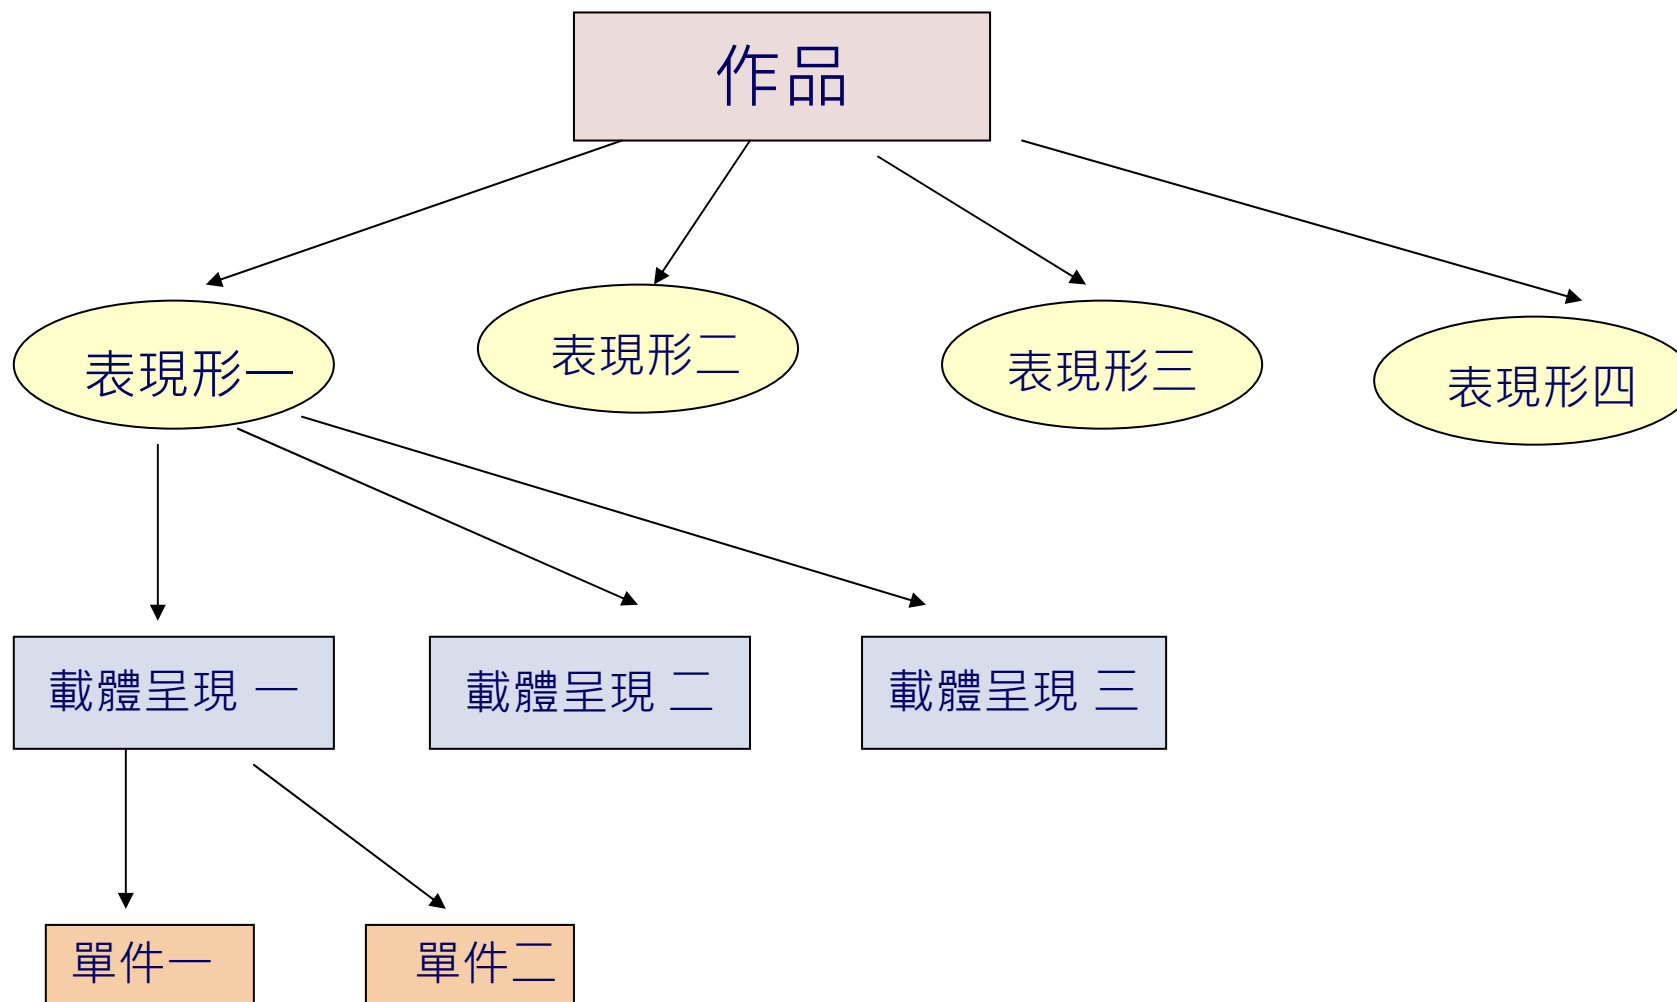 作品
表現形一
表現形二
表現形三
表現形四
載體呈現 一
載體呈現 二
載體呈現 三
單件一
單件二